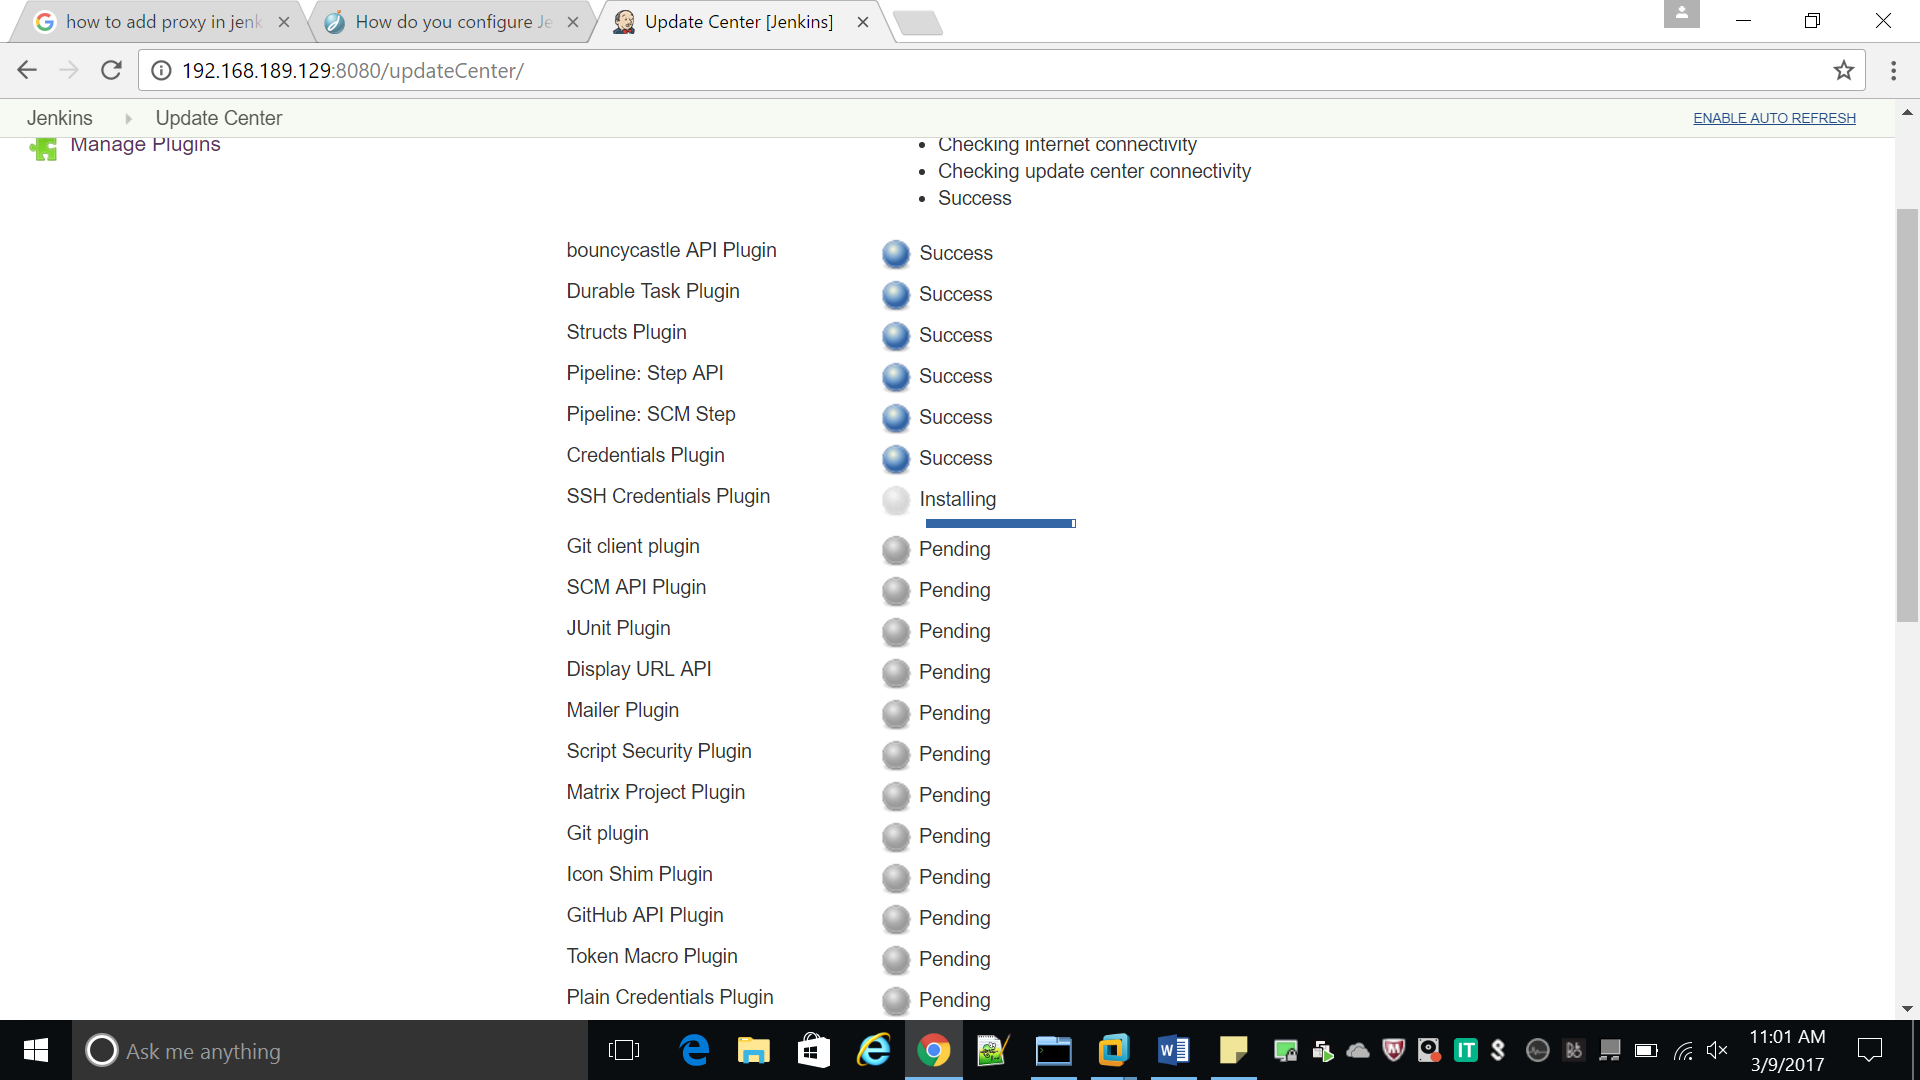 how to add proxy in jenk
How do you configure Je
Update Center [Jenkins]
192.168.189.129:8080/updateCenter/
Jenkins
Update Center
ENABLE AUTO REFRESH
Manage Plugins
Checking internet connectivity
Checking update center connectivity
Success
bouncycastle API Plugin Success
Durable Task Plugin Success
Structs Plugin Success
Pipeline: Step API Success
Pipeline: SCM Step Success
Credentials Plugin Success
SSH Credentials Plugin Installing
Git client plugin Pending
SCM API Plugin Pending
JUnit Plugin Pending
Display URL API Pending
Mailer Plugin Pending
Script Security Plugin Pending
Matrix Project Plugin Pending
Git plugin Pending
Icon Shim Plugin Pending
GitHub API Plugin Pending
Token Macro Plugin Pending
Plain Credentials Plugin Pending
Ask me anything
IT
11:01 AM
3/9/2017